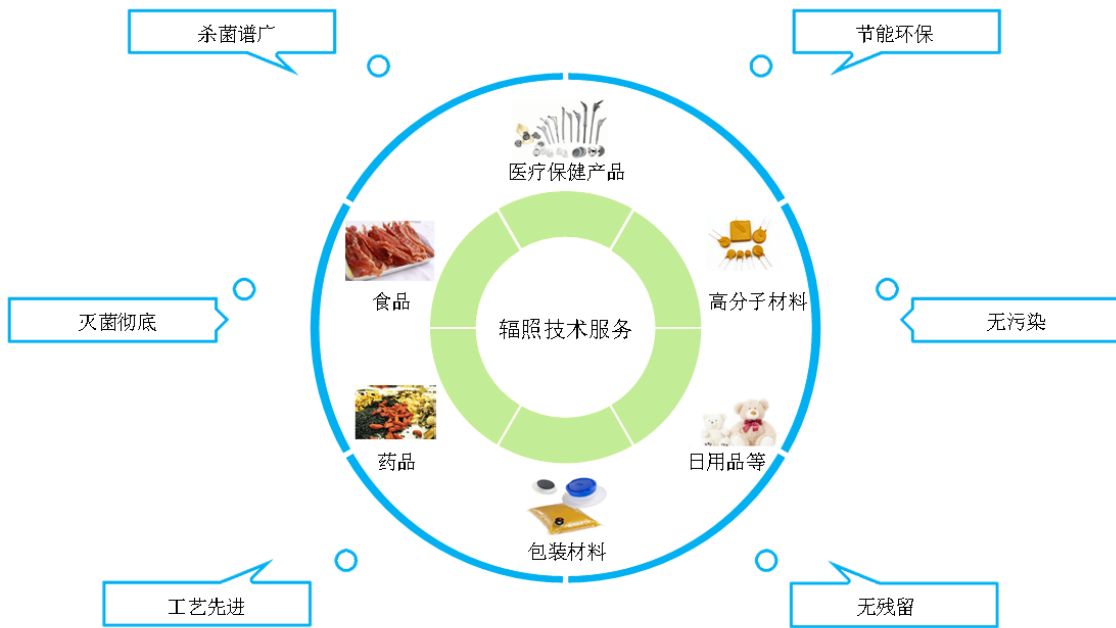 杀菌谱广
节能环保
医疗保健产品
食品
高分子材料
灭菌彻底
辐照技术服务
无污染
药品
日用品等
包装材料
工艺先进
无残留